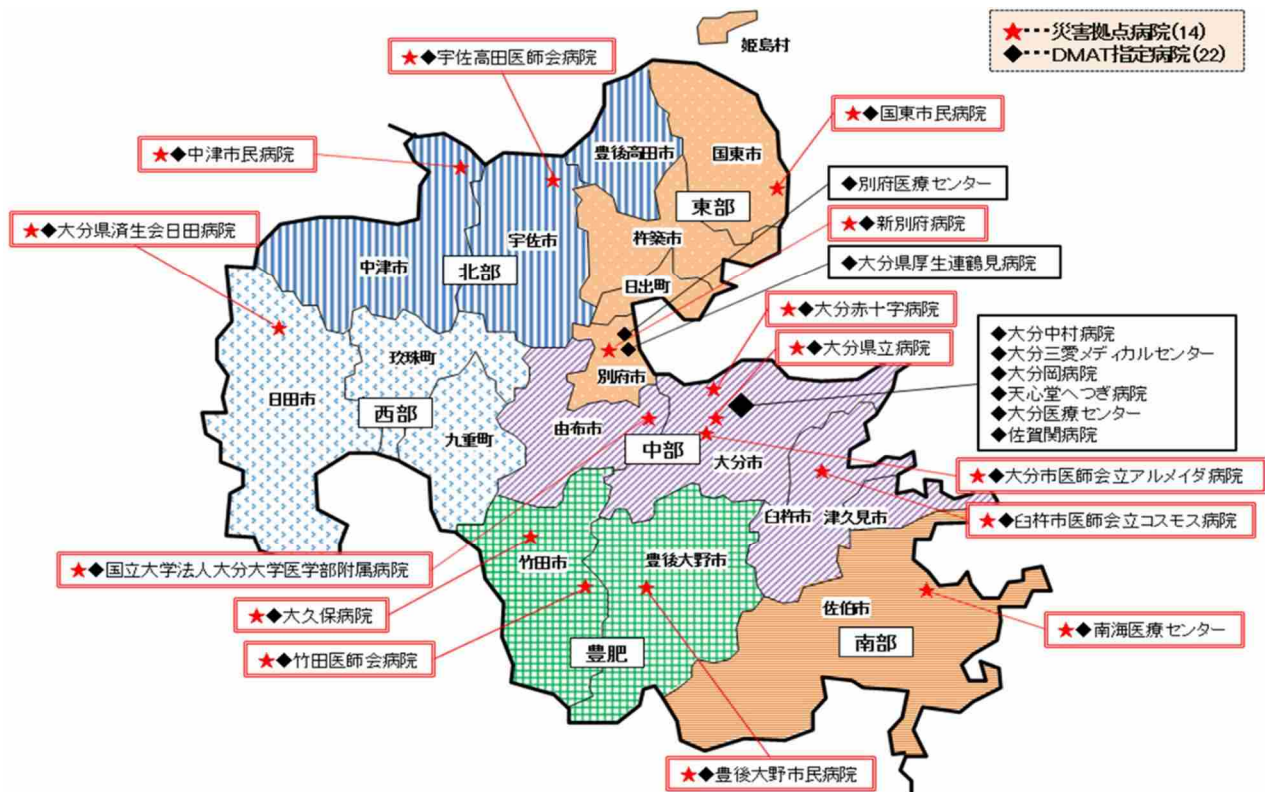 ★‥‥災害拠点病院(14)
◆‥‥DMAT指定病院(22)
姫島村
★◆宇佐高田医師会病院
★◆国東市民病院
★◆中津市民病院
豊後高田市
国東市
◆別府医療センター
東部
★◆大分県済生会日田病院
★◆新別府病院
杵築市
宇佐市
中津市
北部
◆大分県厚生連鶴見病院
日出町
★◆大分赤十字病院
◆大分中村病院
◆大分三愛メディカルセンター
◆大分岡病院
◆天心堂へつぎ病院
◆大分医療センター
◆佐賀関病院
★◆大分県立病院
玖珠町
別府市
日田市
西部
九重町
由布市
中部
大分市
★◆大分市医師会立アルメイダ病院
臼杵市
津久見市
★◆臼杵市医師会立コスモス病院
★◆国立大学法人大分大学医学部附属病院
竹田市
豊後大野市
★◆大久保病院
佐伯市
★◆南海医療センター
南部
豊肥
★◆竹田医師会病院
★◆豊後大野市民病院